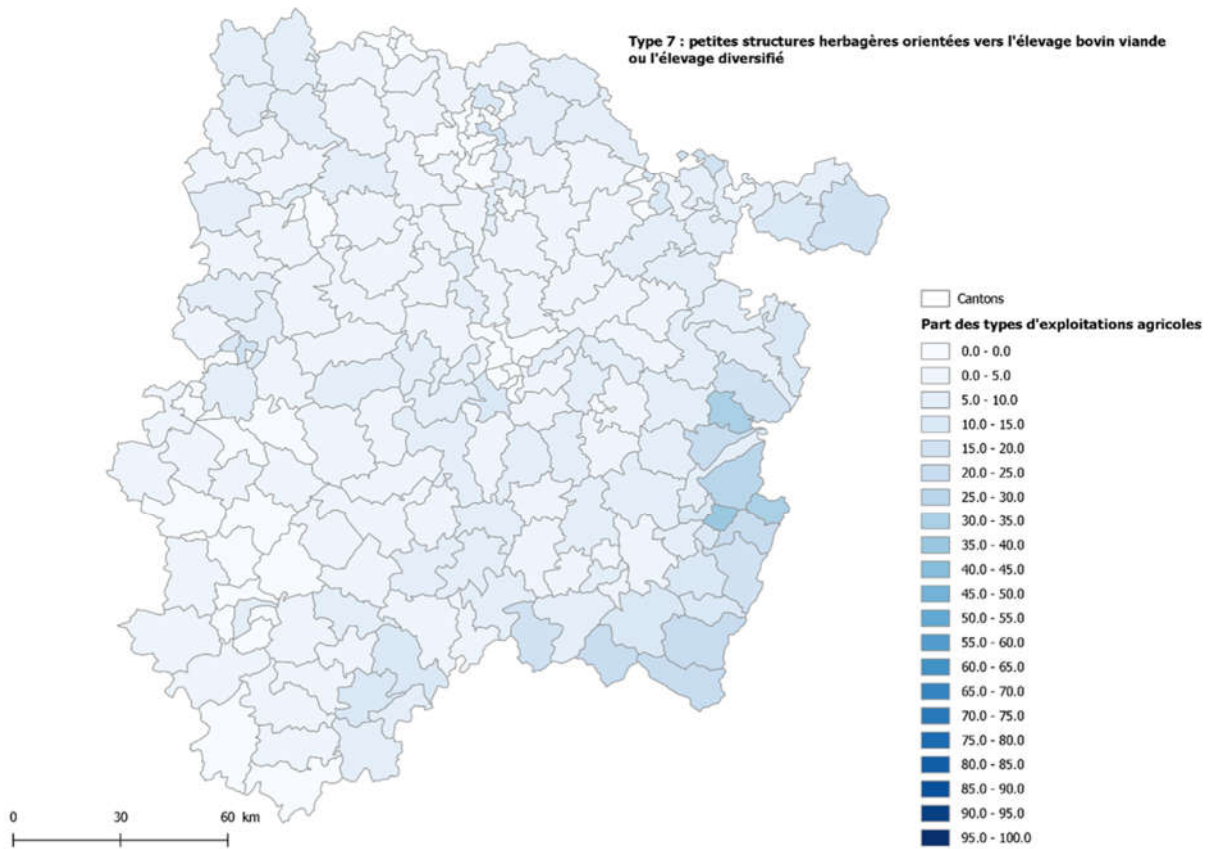 Type 7 : petites structures herbagères orientées vers l'élevage bovin viande
ou l'élevage diversifié
Cantons
Part des types d'exploitations agricoles
0.0 - 0.0
0.0 - 5.0
5.0 - 10.0
10.0 - 15.0
15.0 - 20.0
20.0 - 25.0
25.0 - 30.0
30.0 - 35.0
35.0 - 40.0
40.0 - 45.0
45.0 - 50.0
50.0 - 55.0
55.0 - 60.0
60.0 - 65.0
65.0 - 70.0
70.0 - 75.0
75.0 - 80.0
80.0 - 85.0
85.0 - 90.0
90.0 - 95.0
95.0 - 100.0
0 30 60 km